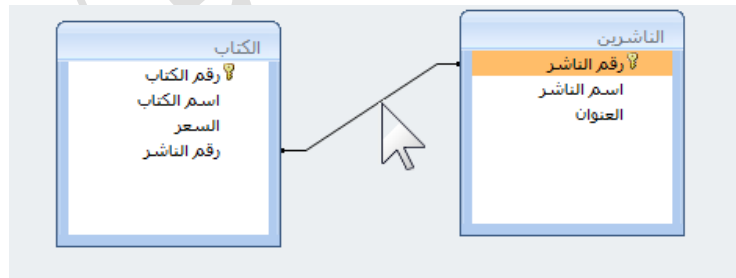 الناشرين
رقم الناشر
اسم الناشر
العنوان
الكتاب
رقم الكتاب
اسم الكتاب
السعر
رقم الناشر